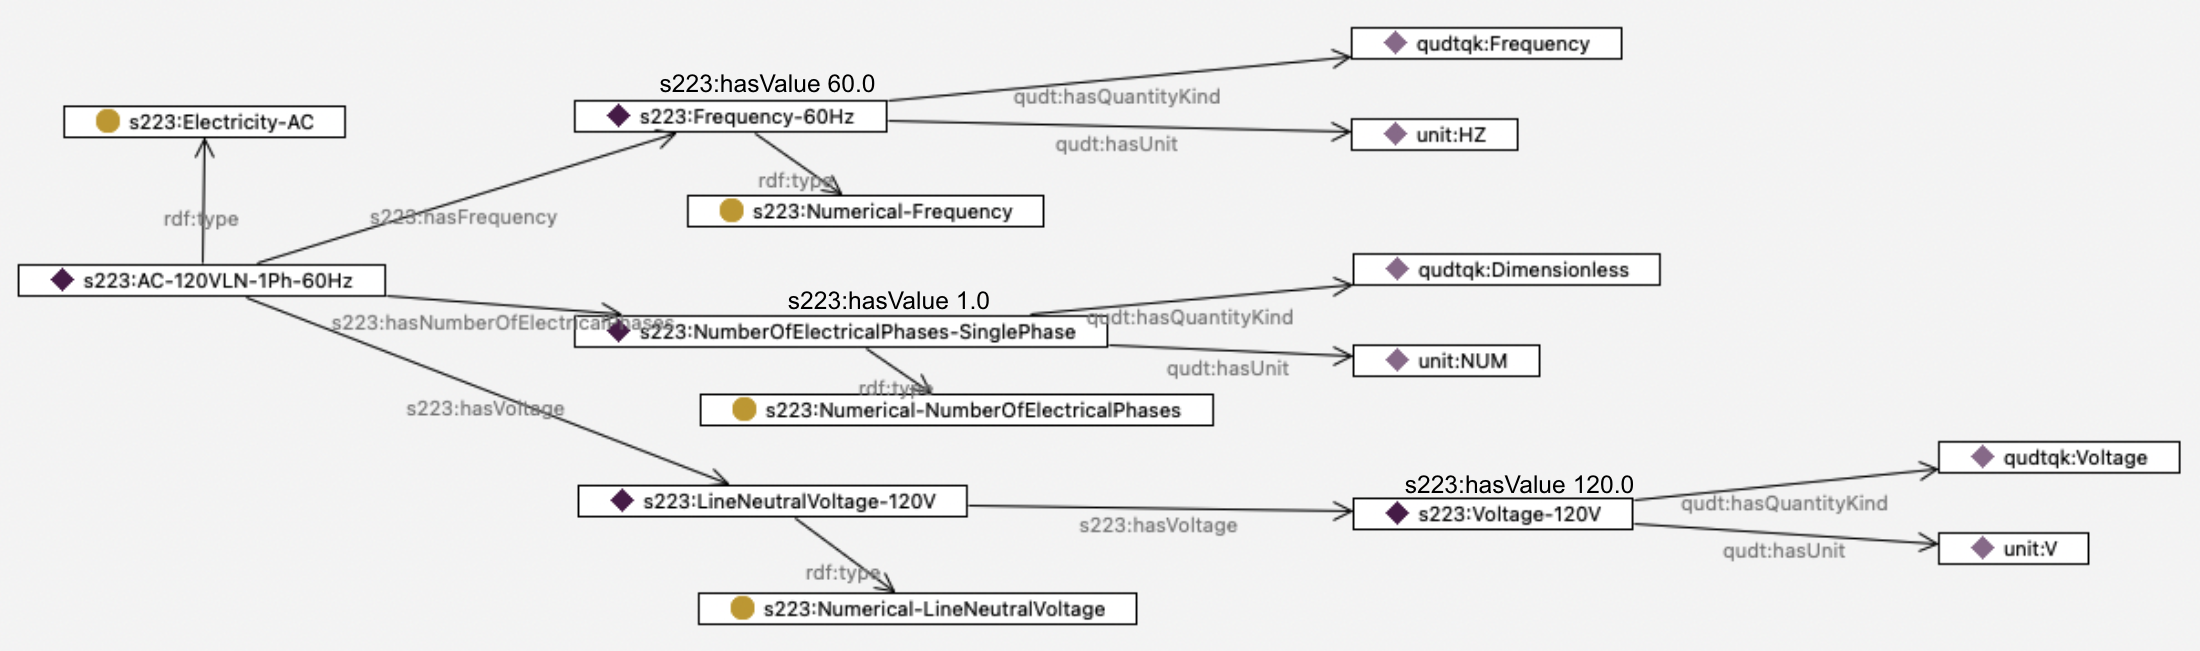 qudtqk:Frequency
s223:hasValue 60.0
qudt:hasQuantityKind
s223:Electricity-AC
s223:Frequency-60Hz
unit:HZ
qudt:hasUnit
rdf:type
s223:Numerical-Frequency
rdf:type
s223:hasFrequency
s223:AC-120VLN-1Ph-60Hz
qudtqk:Dimensionless
s223:hasValue 1.0
s223:hasNumberOfElectricalPhases
qudt:hasQuantityKind
s223:NumberOfElectricalPhases-SinglePhase
unit:NUM
qudt:hasUnit
rdf:type
s223:hasVoltage
s223:Numerical-NumberOfElectricalPhases
qudtqk:Voltage
s223:hasValue 120.0
s223:LineNeutralVoltage-120V
qudt:hasQuantityKind
s223:Voltage-120V
s223:hasVoltage
unit:V
qudt:hasUnit
rdf:type
s223:Numerical-LineNeutralVoltage